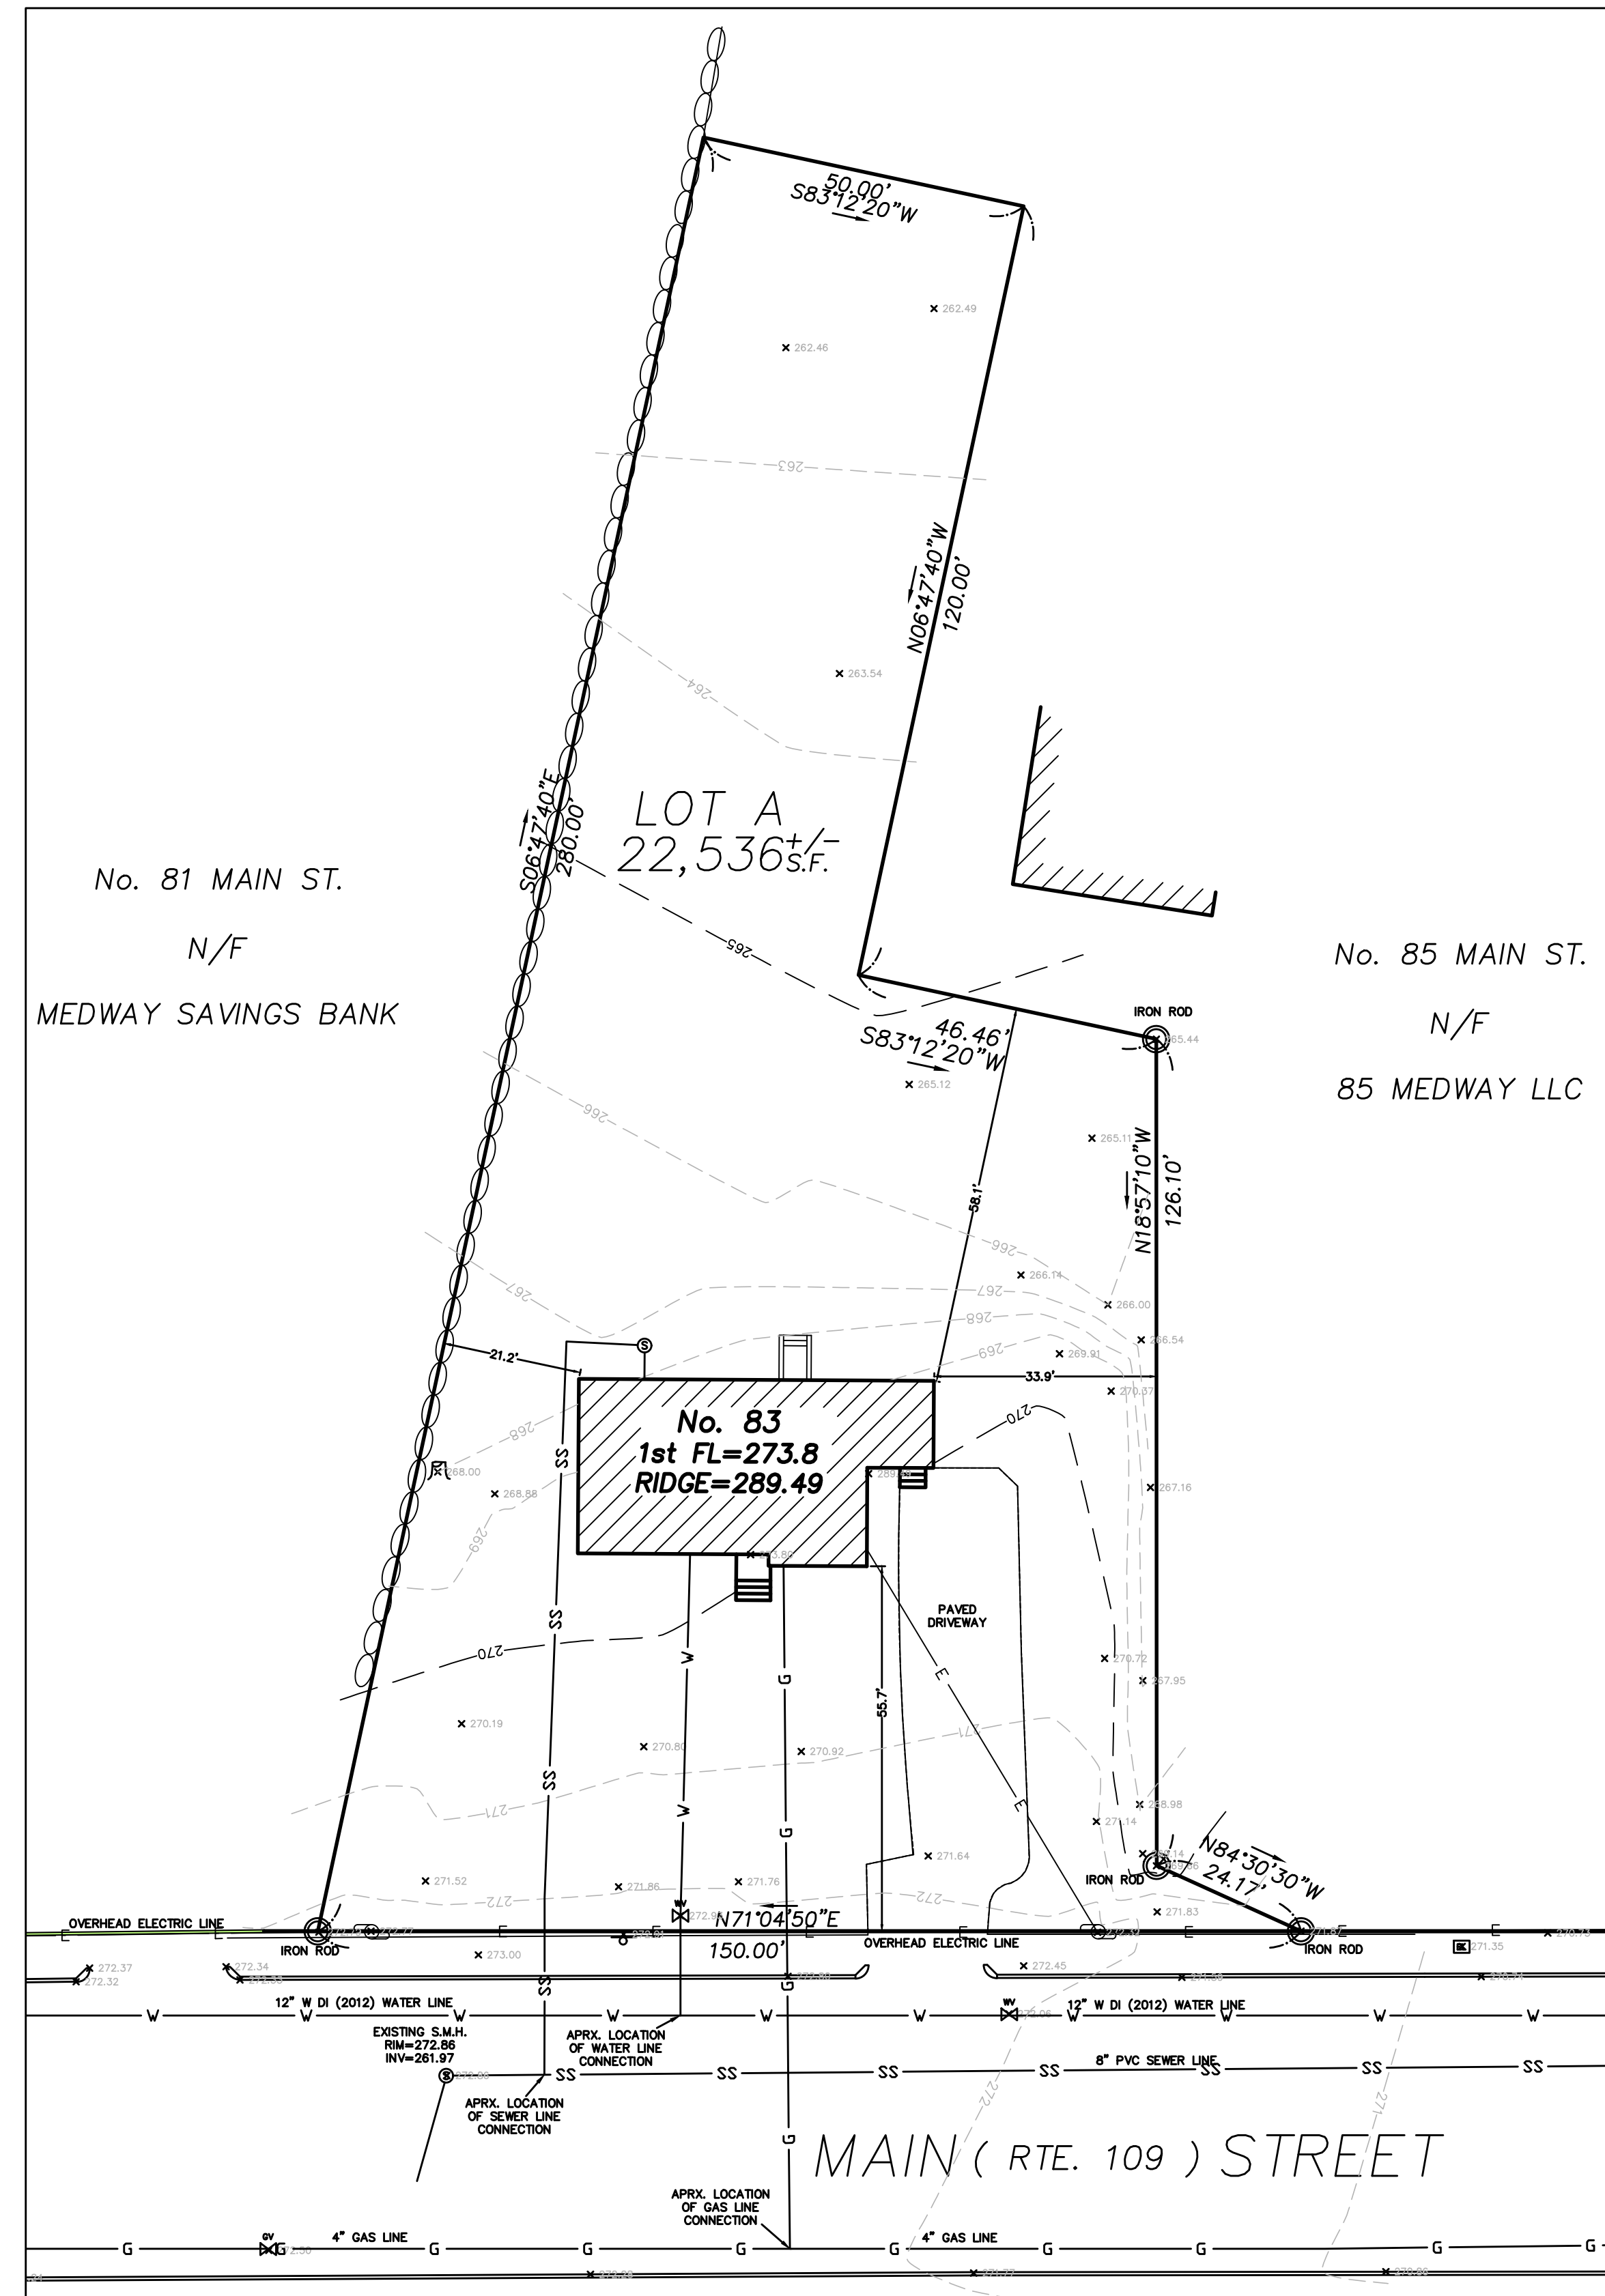 50.00'
S83°12'20"W
262.49
262.46
263
N06°47'40"W
120.00'
263.54
264
S06°47'40"E
280.00'
LOT A
22,536+/- S.F.
No. 81 MAIN ST.
N/F
MEDWAY SAVINGS BANK
No. 85 MAIN ST.
N/F
85 MEDWAY LLC
265
46.46'
S83°12'20"W
IRON ROD
265.44
265.12
265.11
266
N18°57'10"W
126.10'
58.1'
266
266.14
266.00
267
267
268
266.54
269
269.91
21.2'
33.9'
270.37
270
No. 83
1st FL=273.8
RIDGE=289.49
268
268.00
268.88
267.16
269
273.80
PAVED
DRIVEWAY
270
SS
W
G
E
55.7'
270.72
267.95
270.19
270.80
270.92
271
271
268.98
271.14
271.64
N84°30'30"W
24.17'
IRON ROD
271.52
271.86
271.76
272
272
271.83
WV
N71°04'50"E
150.00'
OVERHEAD ELECTRIC LINE
OVERHEAD ELECTRIC LINE
IRON ROD
IRON ROD
271.35
273.00
272.37
272.32
272.34
272.45
12" W DI (2012) WATER LINE
WV
272.06
12" W DI (2012) WATER LINE
EXISTING S.M.H.
RIM=272.86
INV=261.97
APRX. LOCATION
OF WATER LINE
CONNECTION
8" PVC SEWER LINE
APRX. LOCATION
OF SEWER LINE
CONNECTION
272
271
MAIN ( RTE. 109 ) STREET
APRX. LOCATION
OF GAS LINE
CONNECTION
GV
4" GAS LINE
4" GAS LINE